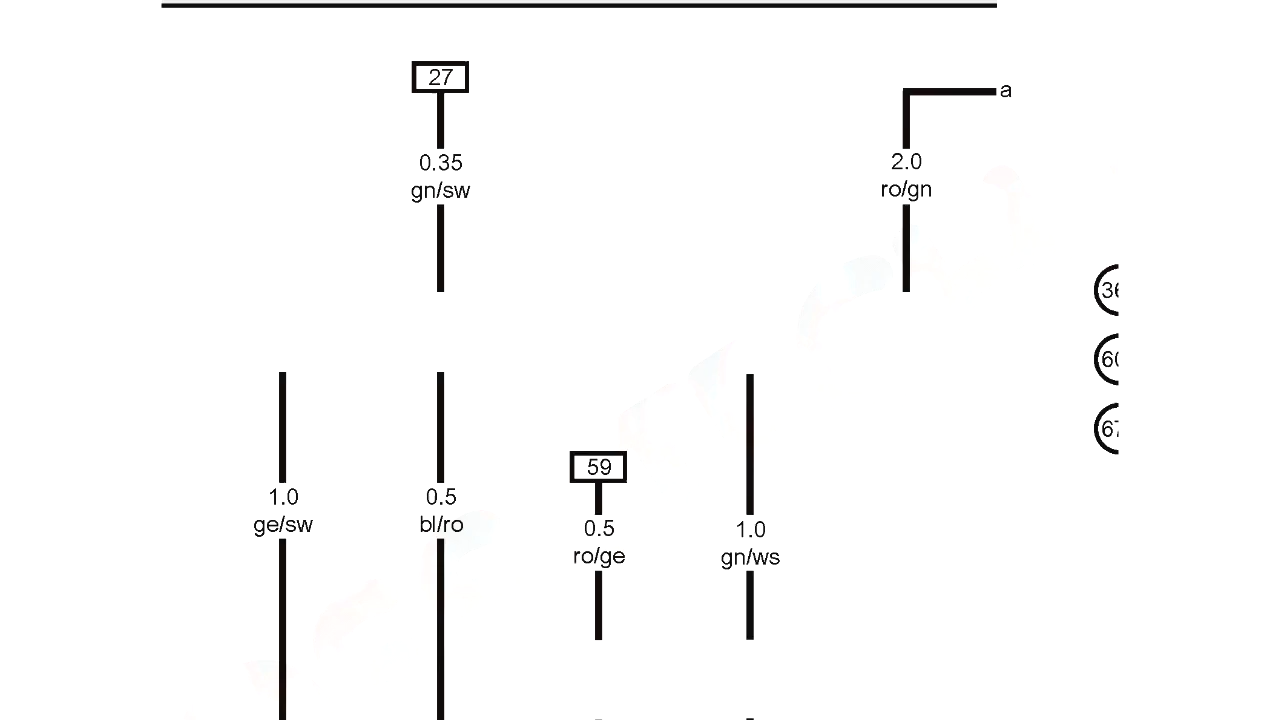 27
a
0.35
gn/sw
2.0
ro/gn
59
1.0
ge/sw
0.5
bl/ro
0.5
ro/ge
1.0
gn/ws